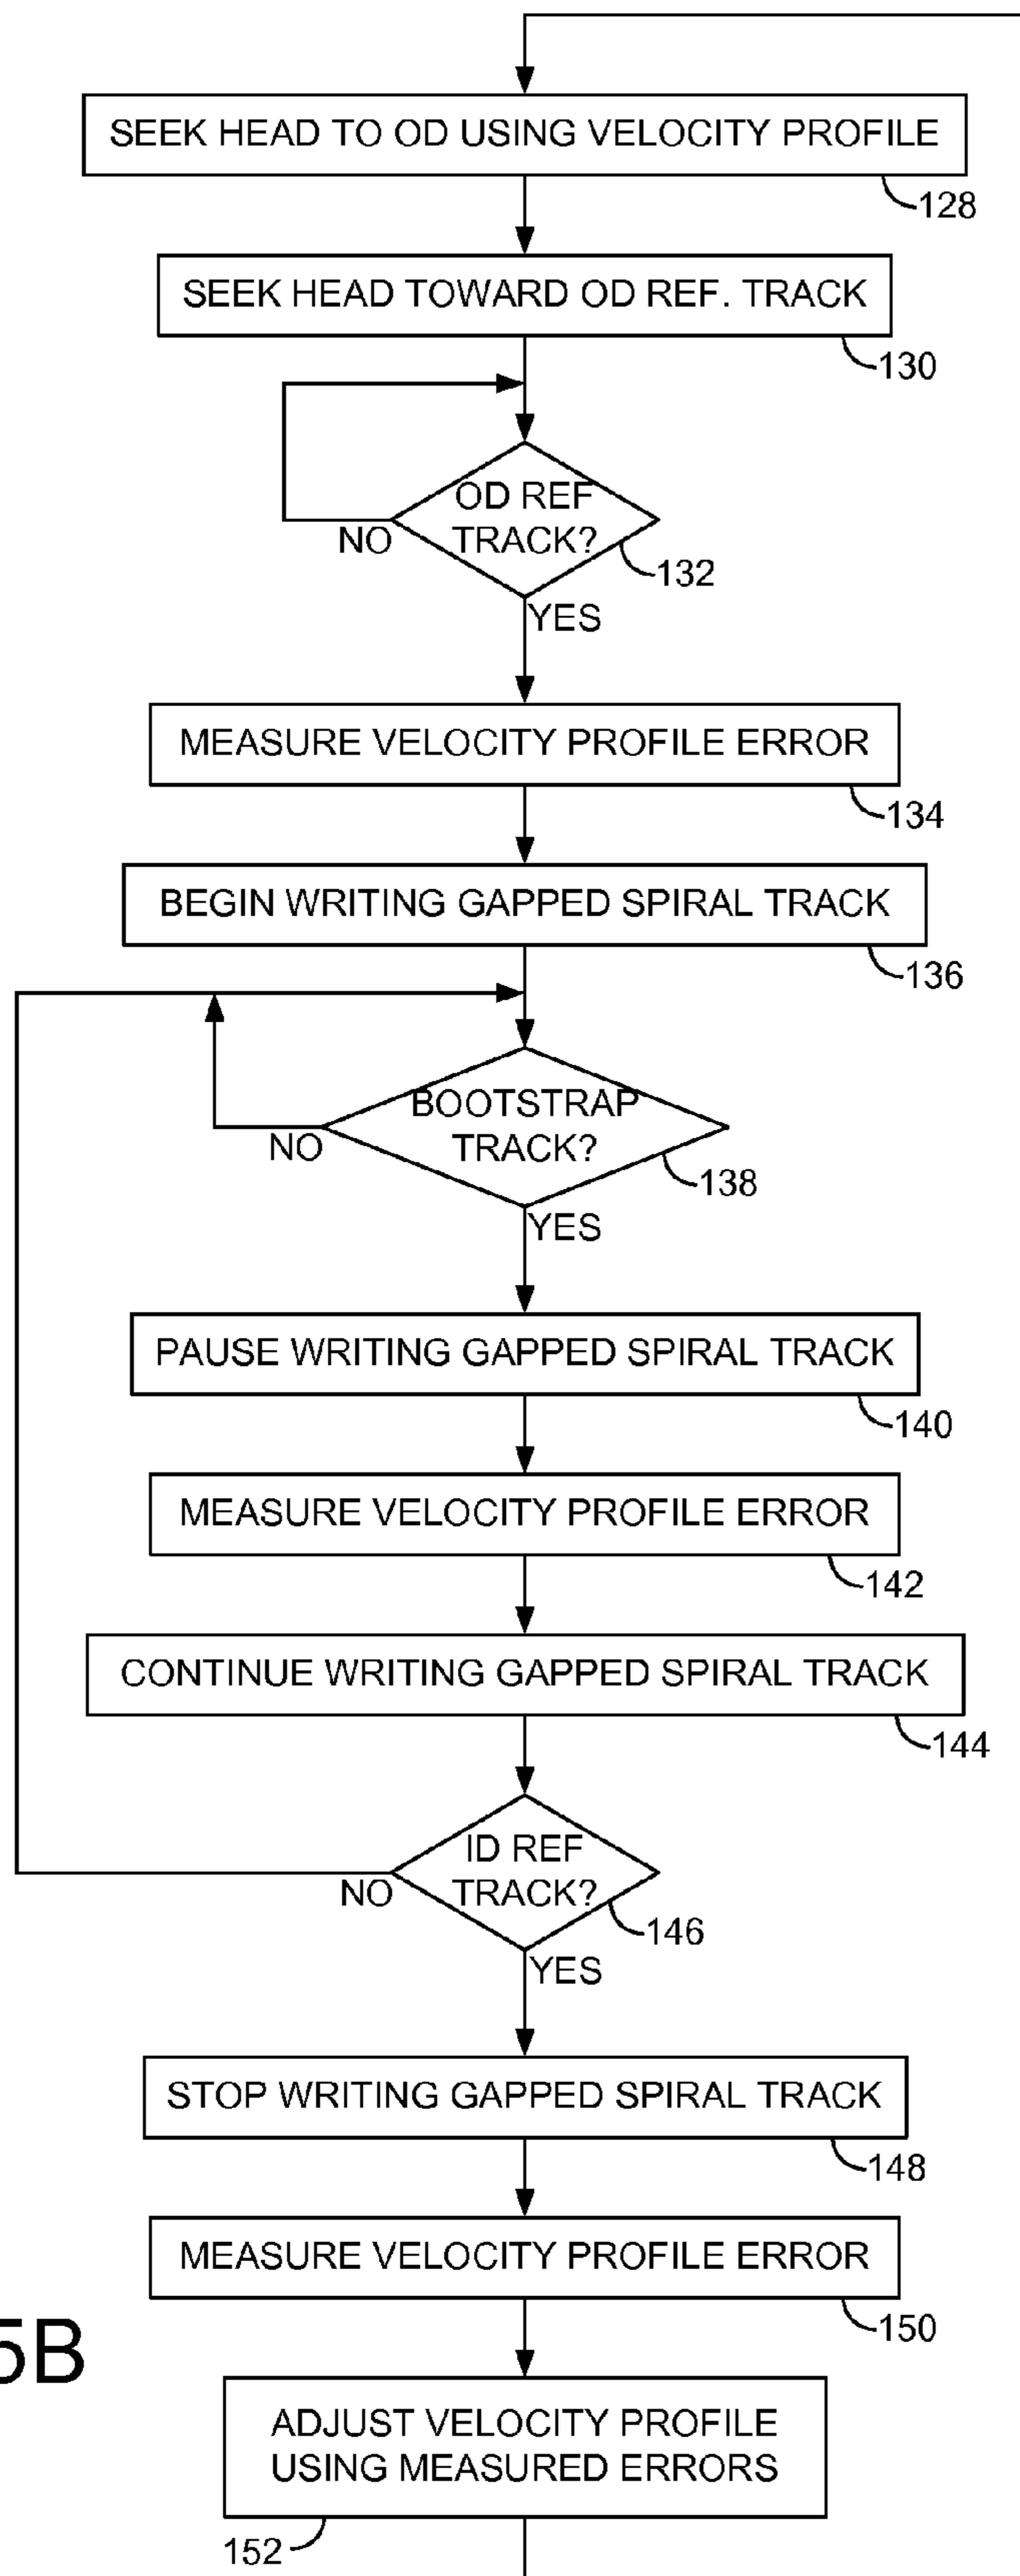 SEEK HEAD TO OD USING VELOCITY PROFILE
128
SEEK HEAD TOWARD OD REF. TRACK
130
OD REF
TRACK?
NO
132
YES
MEASURE VELOCITY PROFILE ERROR
134
BEGIN WRITING GAPPED SPIRAL TRACK
136
BOOTSTRAP
TRACK?
NO
138
YES
PAUSE WRITING GAPPED SPIRAL TRACK
140
MEASURE VELOCITY PROFILE ERROR
142
CONTINUE WRITING GAPPED SPIRAL TRACK
144
ID REF
TRACK?
NO
146
YES
STOP WRITING GAPPED SPIRAL TRACK
148
MEASURE VELOCITY PROFILE ERROR
150
5B
ADJUST VELOCITY PROFILE
USING MEASURED ERRORS
152